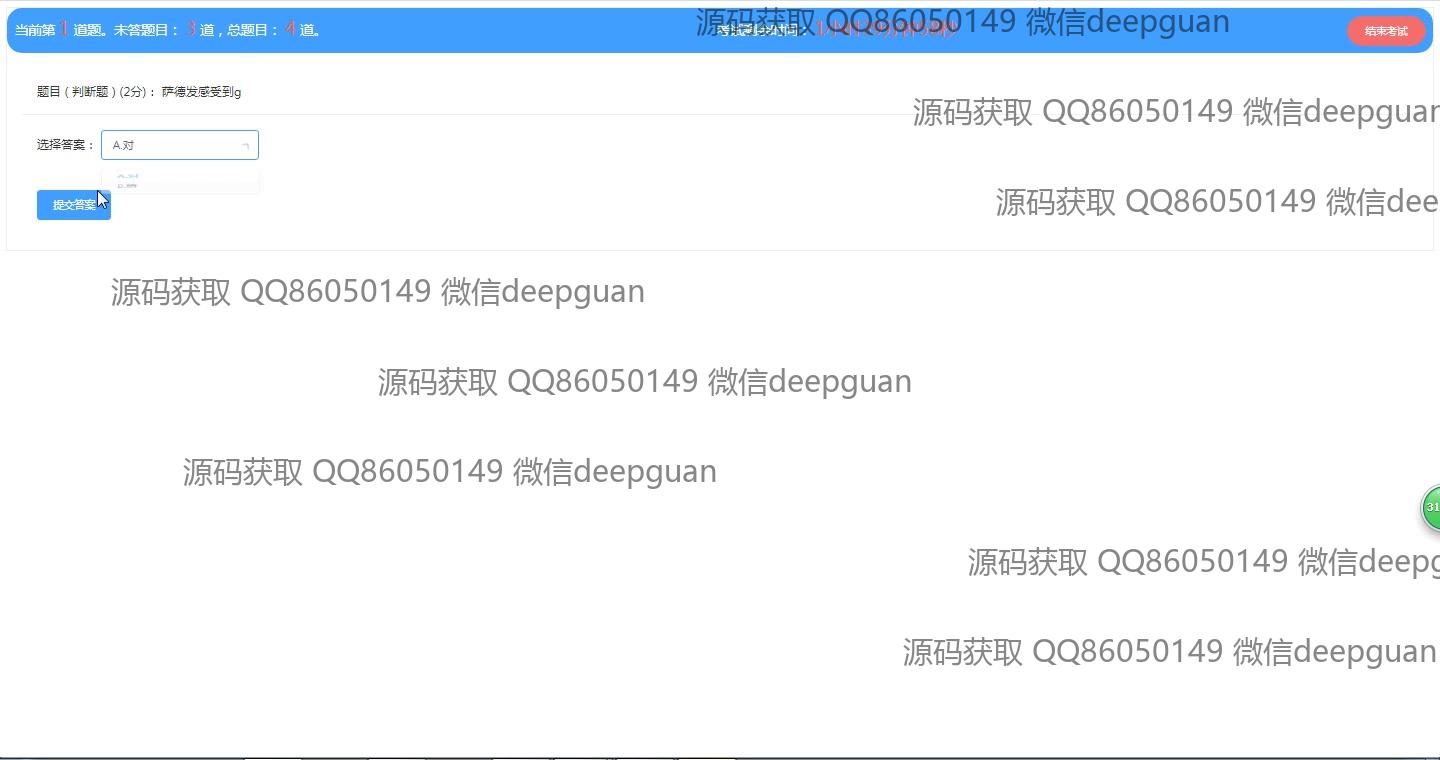 当前第 1 道题。未答题目： 3 道，总题目： 4 道。
考试剩余时间：
源码获取 QQ86050149 微信deepguan
结束考试
题目 ( 判断题 ) (2分)： 萨德发感受到g
源码获取 QQ86050149 微信deepguan
选择答案： A.对
提交答案
源码获取 QQ86050149 微信dee
源码获取 QQ86050149 微信deepguan
源码获取 QQ86050149 微信deepguan
源码获取 QQ86050149 微信deepguan
31
源码获取 QQ86050149 微信deepg
源码获取 QQ86050149 微信deepguan